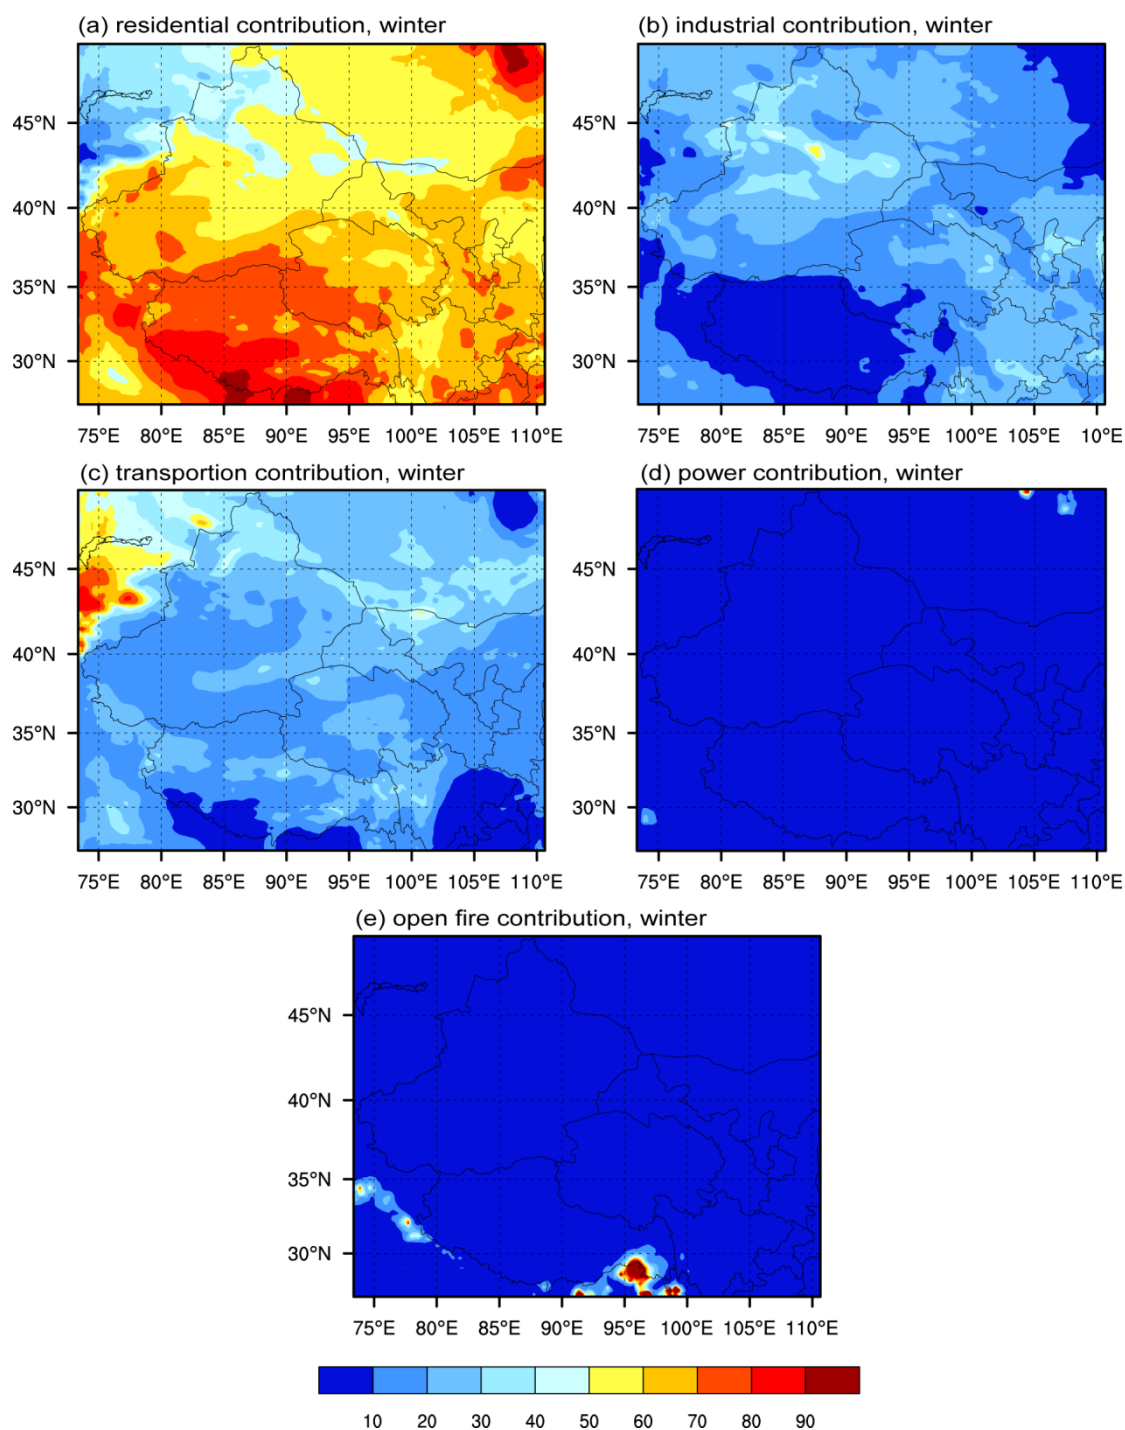 (a) residential contribution, winter
(b) industrial contribution, winter
45°N
40°N
35°N
30°N
75°E 80°E 85°E 90°E 95°E 100°E 105°E 110°E
45°N
40°N
35°N
30°N
75°E 80°E 85°E 90°E 95°E 100°E 105°E 10°E
(c) transportion contribution, winter
(d) power contribution, winter
45°N
40°N
35°N
30°N
75°E 80°E 85°E 90°E 95°E 100°E 105°E 110°E
45°N
40°N
35°N
30°N
75°E 80°E 85°E 90°E 95°E 100°E 105°E 110°E
(e) open fire contribution, winter
45°N
40°N
35°N
30°N
75°E 80°E 85°E 90°E 95°E 100°E 105°E 110°E
10 20 30 40 50 60 70 80 90